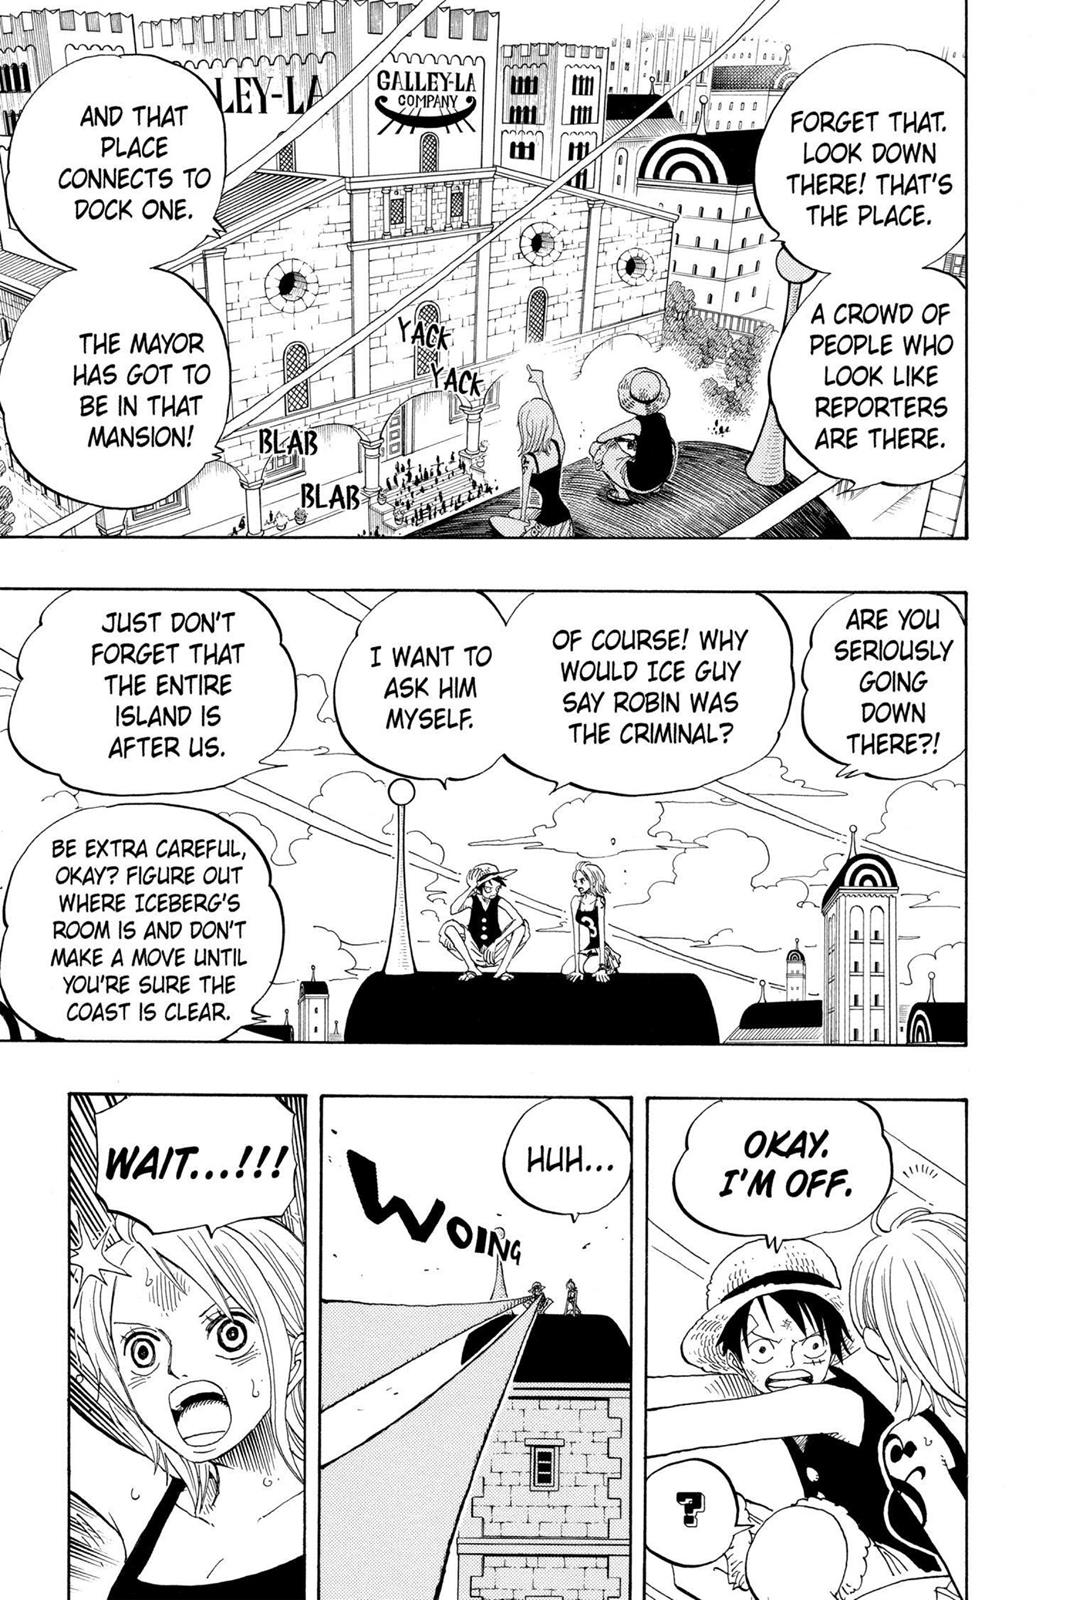 FORGET THAT.
LOOK DOWN
THERE! THAT'S
THE PLACE.
A CROWD OF
PEOPLE WHO
LOOK LIKE
REPORTERS
ARE THERE.
GALLEY-LA
COMPANY
LEY-LA
AND THAT
PLACE
CONNECTS TO
DOCK ONE.
THE MAYOR
HAS GOT TO
BE IN THAT
MANSION!
YACK
YACK
BLAB
BLAB
ARE YOU
SERIOUSLY
GOING
DOWN
THERE?!
OF COURSE! WHY
WOULD ICE GUY
SAY ROBIN WAS
THE CRIMINAL?
I WANT TO
ASK HIM
MYSELF.
JUST DON'T
FORGET THAT
THE ENTIRE
ISLAND IS
AFTER US.
BE EXTRA CAREFUL,
OKAY? FIGURE OUT
WHERE ICEBERG'S
ROOM IS AND DON'T
MAKE A MOVE UNTIL
YOU'RE SURE THE
COAST IS CLEAR.
3
OKAY.
I'M OFF.
?
HUH...
WOING
WAIT...!!!